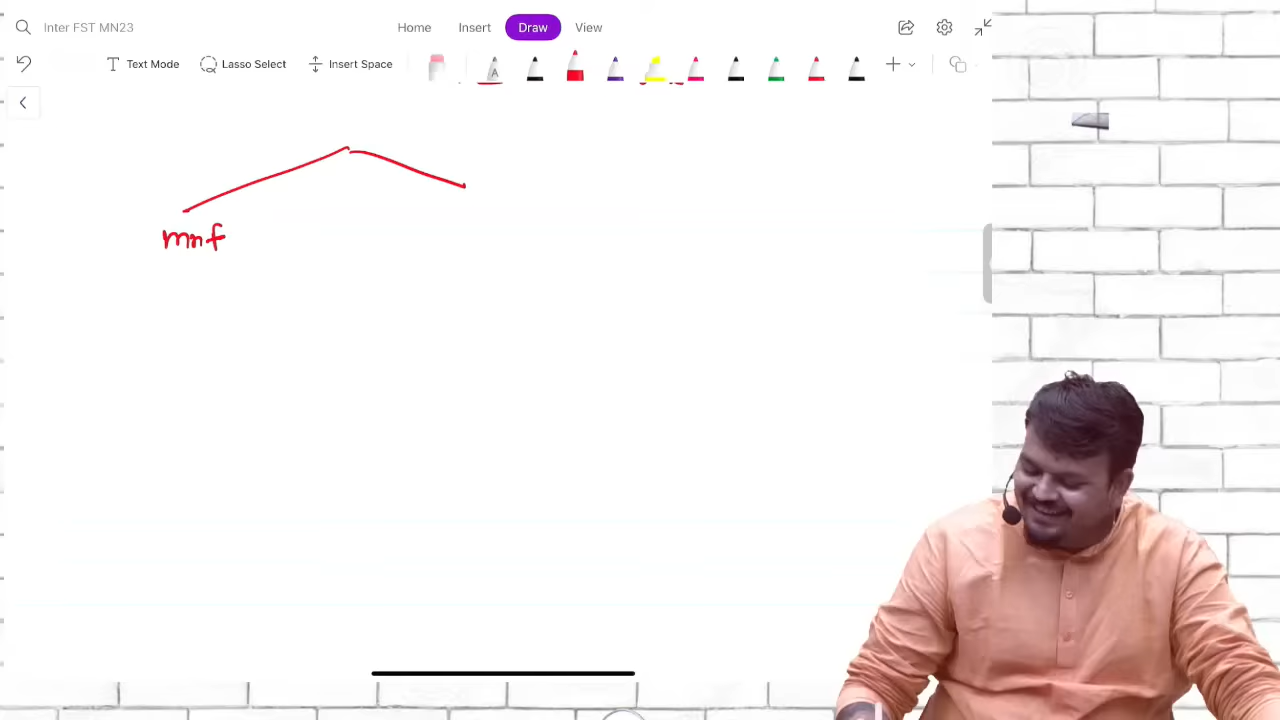 Inter FST MN23
Home Insert Draw View
Text Mode Lasso Select Insert Space
A
mnf